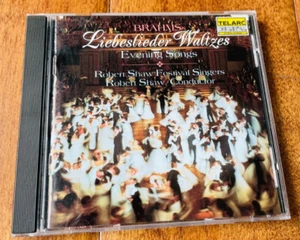 BRAHMS
TELARC
Liebeslieder Waltzes
Evening Songs
Robert Shaw Festival Singers
Robert Shaw, Conductor